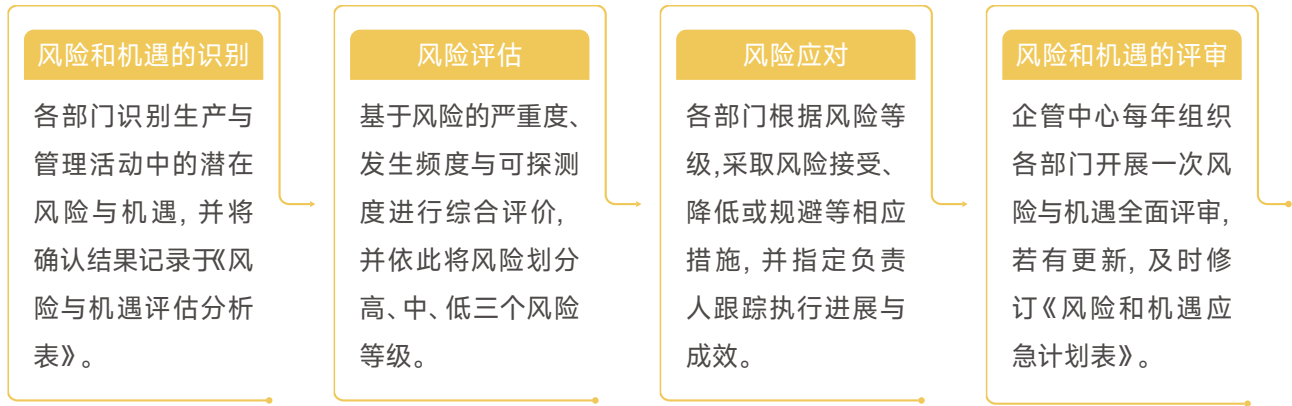 风险和机遇的识别
各部门识别生产与
管理活动中的潜在
风险与机遇, 并将
确认结果记录于《风
险与机遇评估分析
表》。
风险评估
基于风险的严重度、
发生频度与可探测
度进行综合评价,
并依此将风险划分
高、中、低三个风险
等级。
风险应对
各部门根据风险等
级,采取风险接受、
降低或规避等相应
措施, 并指定负责
人跟踪执行进展与
成效。
风险和机遇的评审
企管中心每年组织
各部门开展一次风
险与机遇全面评审,
若有更新, 及时修
订《风险和机遇应
急计划表》。